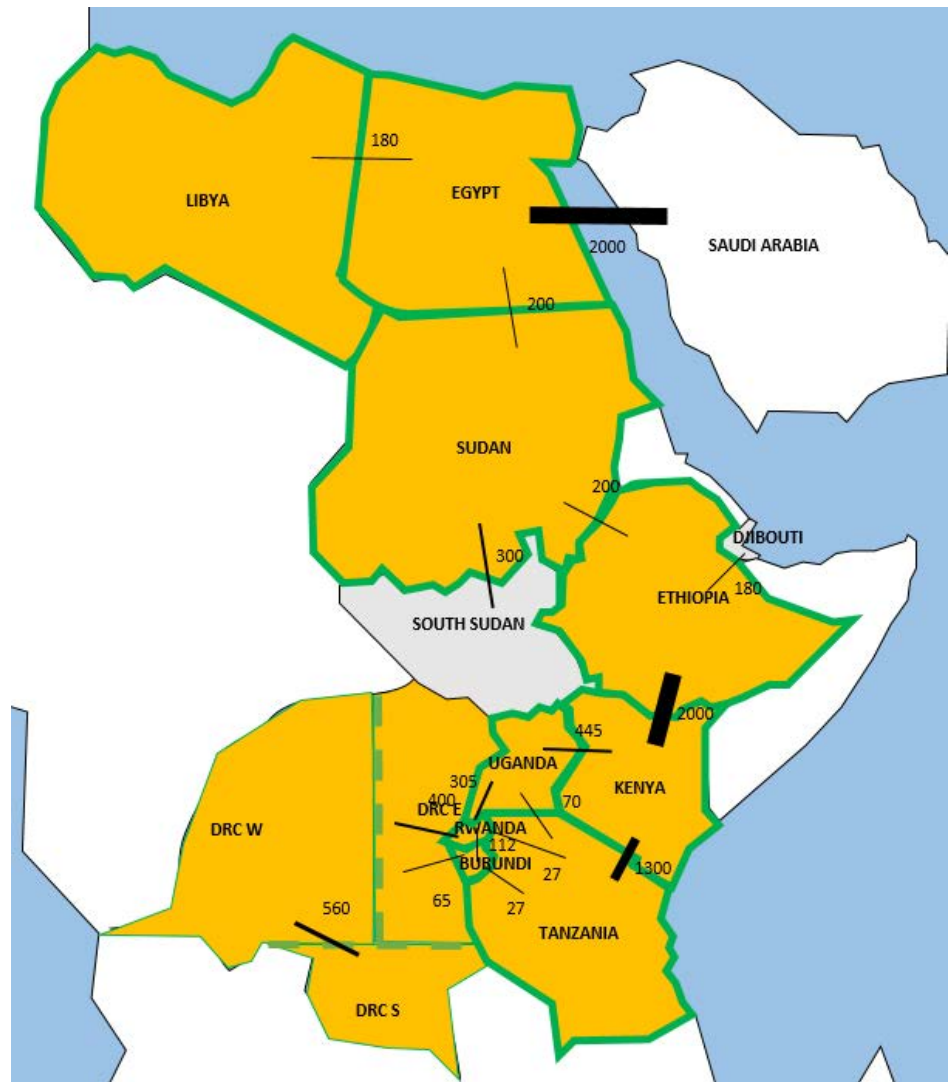 180
LIBYA
EGYPT
2000
SAUDI ARABIA
200
SUDAN
200
DJIBOUTI
300
180
ETHIOPIA
SOUTH SUDAN
2000
445
UGANDA
305
KENYA
400
70
DRC E
DRC W
RWANDA
112
BURUNDI
1300
27
65
27
560
TANZANIA
DRC S